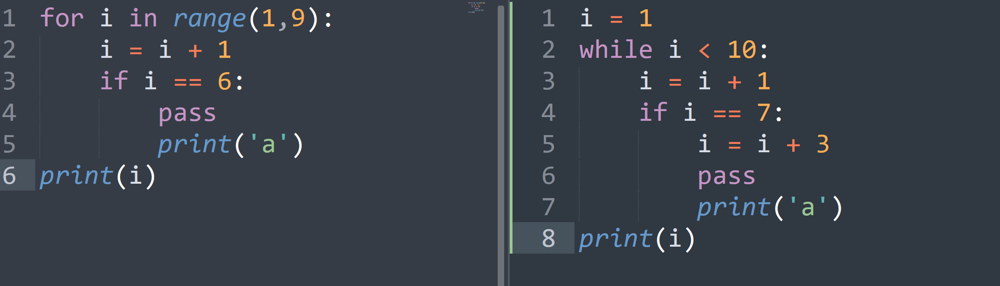 1 for i in range(1,9):
2     i = i + 1
3     if i == 6:
4         pass
5         print('a')
6 print(i)
1 i = 1
2 while i < 10:
3     i = i + 1
4     if i == 7:
5         i = i + 3
6         pass
7         print('a')
8 print(i)